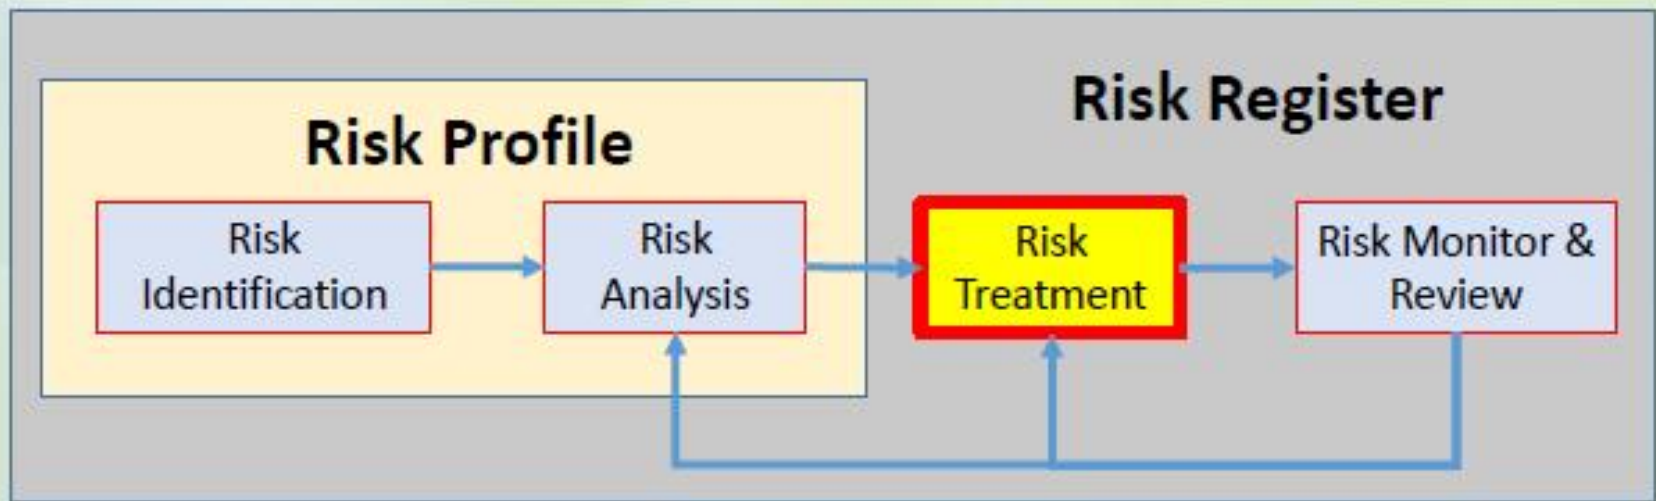 Risk Register
Risk Profile
Risk
Identification
Risk
Analysis
Risk
Treatment
Risk Monitor &
Review